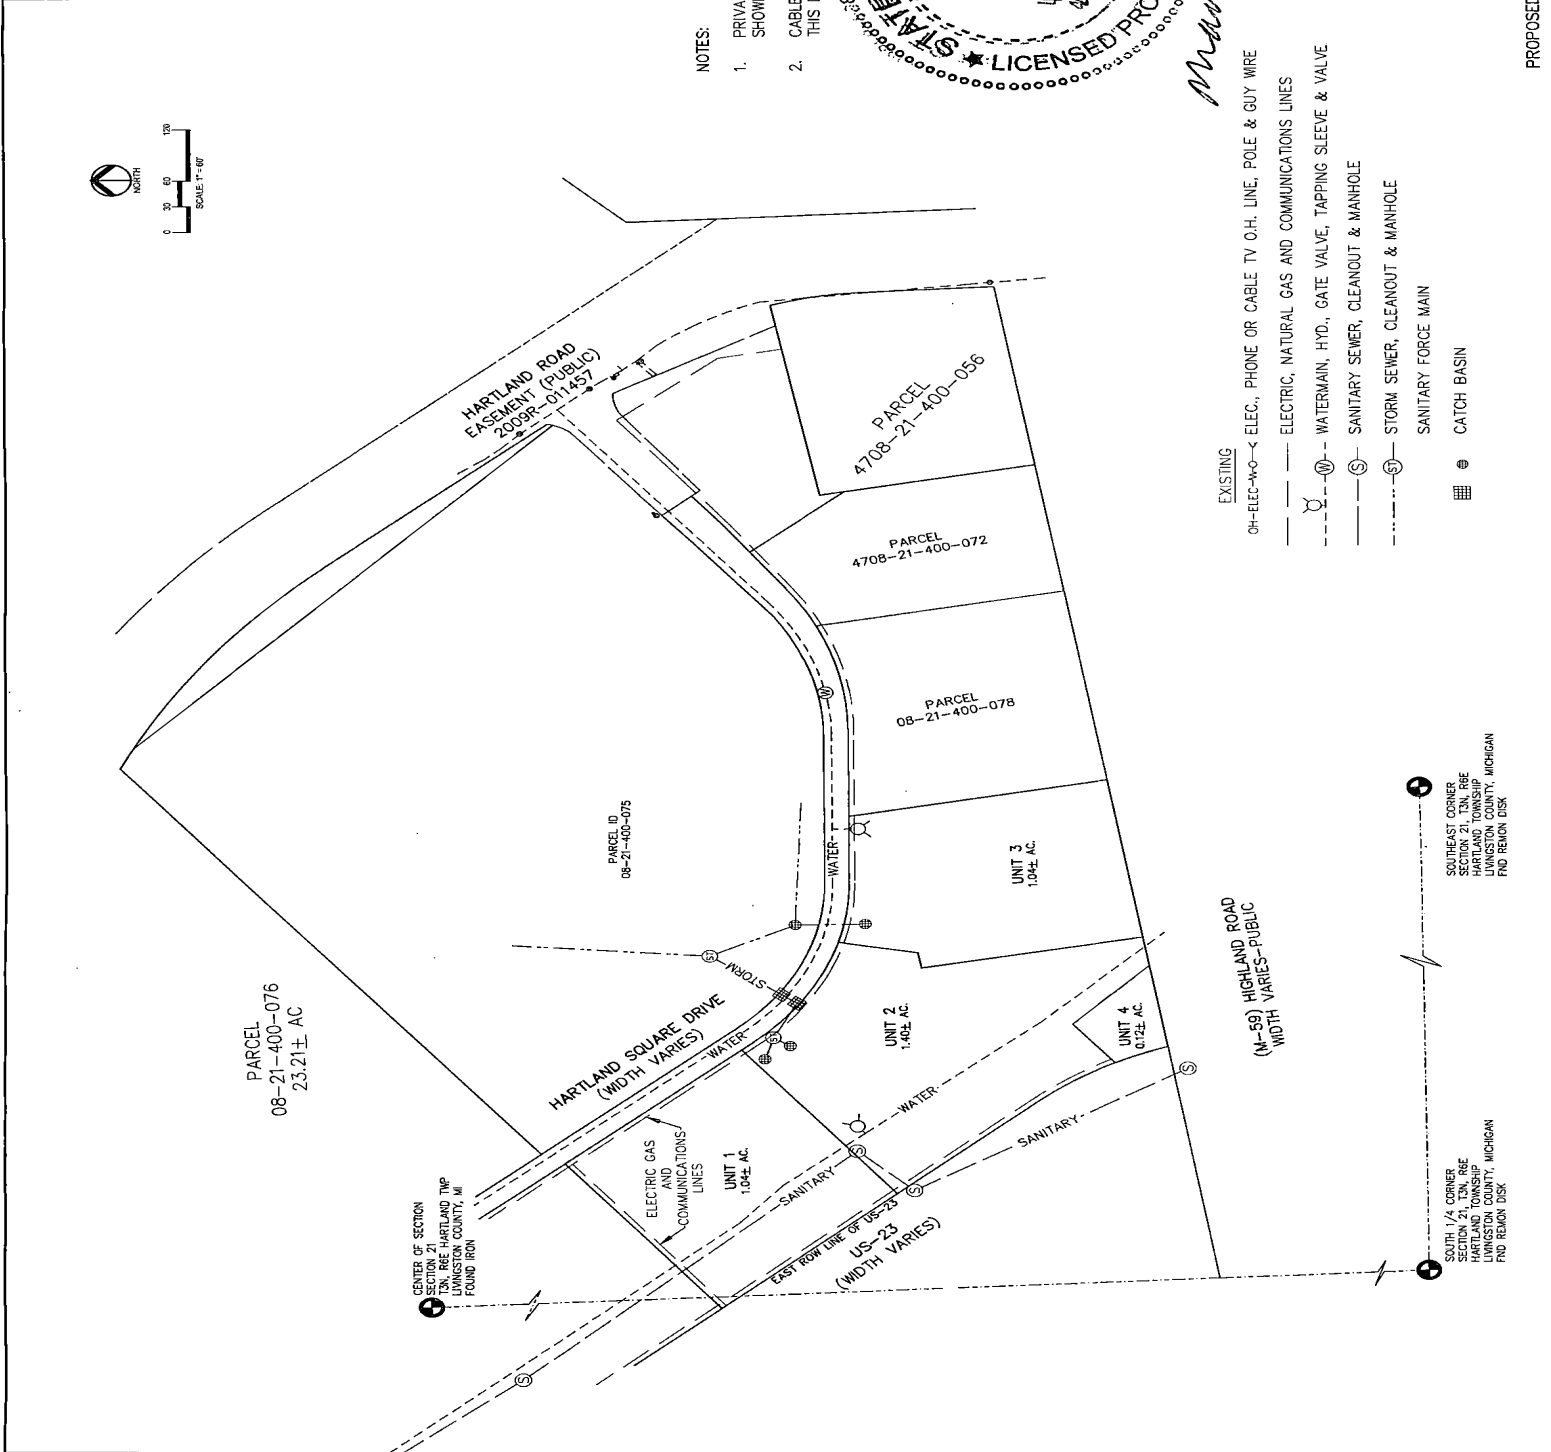 NORTH
0 30 60 120
SCALE: 1" = 60'
NOTES:
1. PRIVA
SHOW
2. CABLE
THIS
STATE
★ LICENSED PRO
PROPOSED
HARTLAND ROAD
EASEMENT (PUBLIC)
2009R-011457
PARCEL
4708-21-400-056
PARCEL
4708-21-400-072
PARCEL
08-21-400-078
PARCEL ID
08-21-400-075
PARCEL
08-21-400-076
23.21± AC
W
WATER
UNIT 3
1.04± AC.
ST
STORM
HARTLAND SQUARE DRIVE
(WIDTH VARIES)
WATER
ST
UNIT 2
1.40± AC.
UNIT 4
0.12± AC.
(M-59) HIGHLAND ROAD
WIDTH VARIES-PUBLIC
ELECTRIC GAS
AND
COMMUNICATIONS
LINES
UNIT 1
1.04± AC.
SANITARY
S
WATER
SANITARY
S
S
S
EAST ROW LINE OF US-23
US-23
(WIDTH VARIES)
CENTER OF SECTION
SECTION 21
T3N, R6E HARTLAND TWP
LIVINGSTON COUNTY, MI
FOUND IRON
SOUTH 1/4 CORNER
SECTION 21, T3N, R6E
HARTLAND TOWNSHIP
LIVINGSTON COUNTY, MICHIGAN
FND REMON DISK
SOUTHEAST CORNER
SECTION 21, T3N, R6E
HARTLAND TOWNSHIP
LIVINGSTON COUNTY, MICHIGAN
FND REMON DISK
EXISTING
OH-ELEC ELEC., PHONE OR CABLE TV O.H. LINE, POLE & GUY WIRE
ELECTRIC, NATURAL GAS AND COMMUNICATIONS LINES
W WATERMAIN, HYD., GATE VALVE, TAPPING SLEEVE & VALVE
S SANITARY SEWER, CLEANOUT & MANHOLE
ST STORM SEWER, CLEANOUT & MANHOLE
SANITARY FORCE MAIN
CATCH BASIN